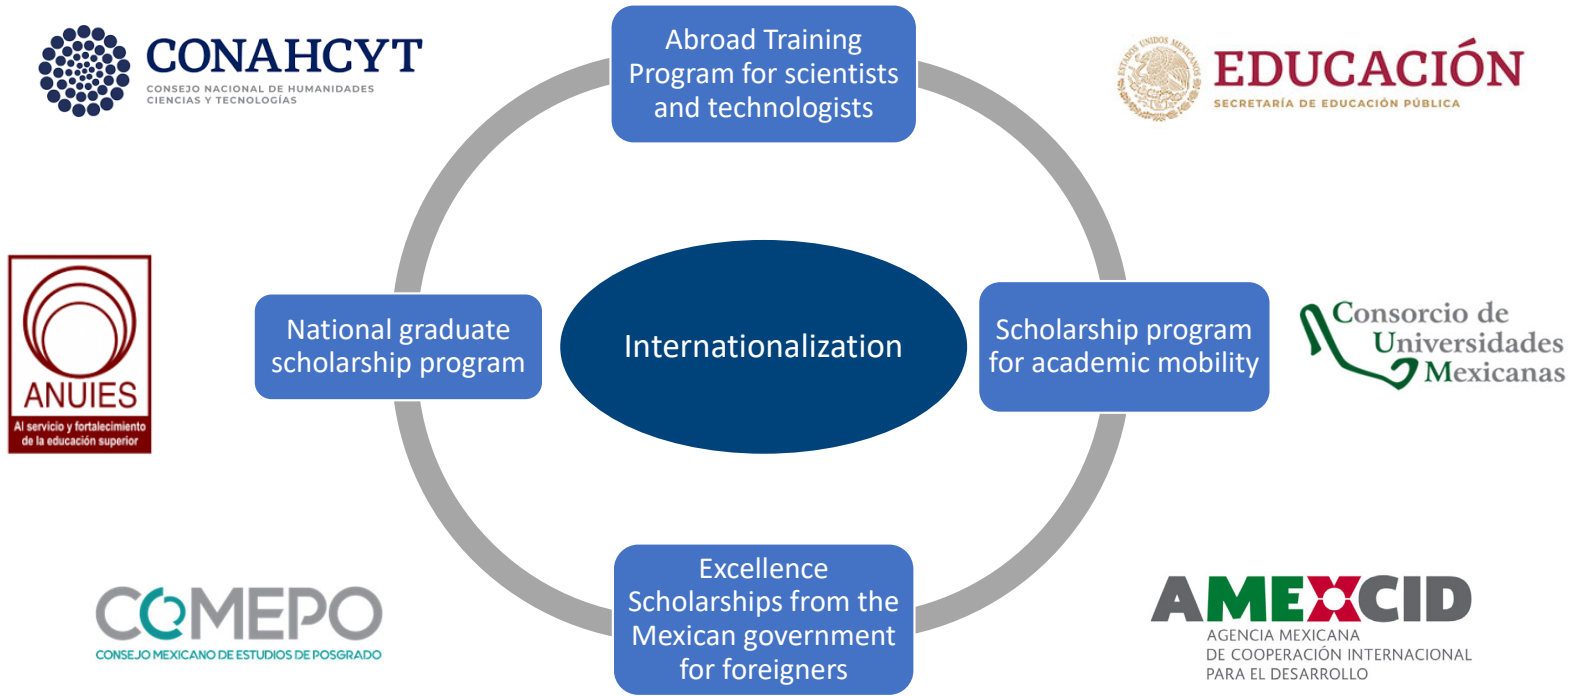 CONAHCYT
CONSEJO NACIONAL DE HUMANIDADES
CIENCIAS Y TECNOLOGÍAS
Abroad Training
Program for scientists
and technologists
ESTADOS UNIDOS MEXICANOS
EDUCACIÓN
SECRETARÍA DE EDUCACIÓN PÚBLICA
ANUIES
Al servicio y fortalecimiento
de la educación superior
National graduate
scholarship program
Internationalization
Scholarship program
for academic mobility
Consorcio de
Universidades
Mexicanas
COMEPO
CONSEJO MEXICANO DE ESTUDIOS DE POSGRADO
Excellence
Scholarships from the
Mexican government
for foreigners
AMEXCID
AGENCIA MEXICANA
DE COOPERACIÓN INTERNACIONAL
PARA EL DESARROLLO